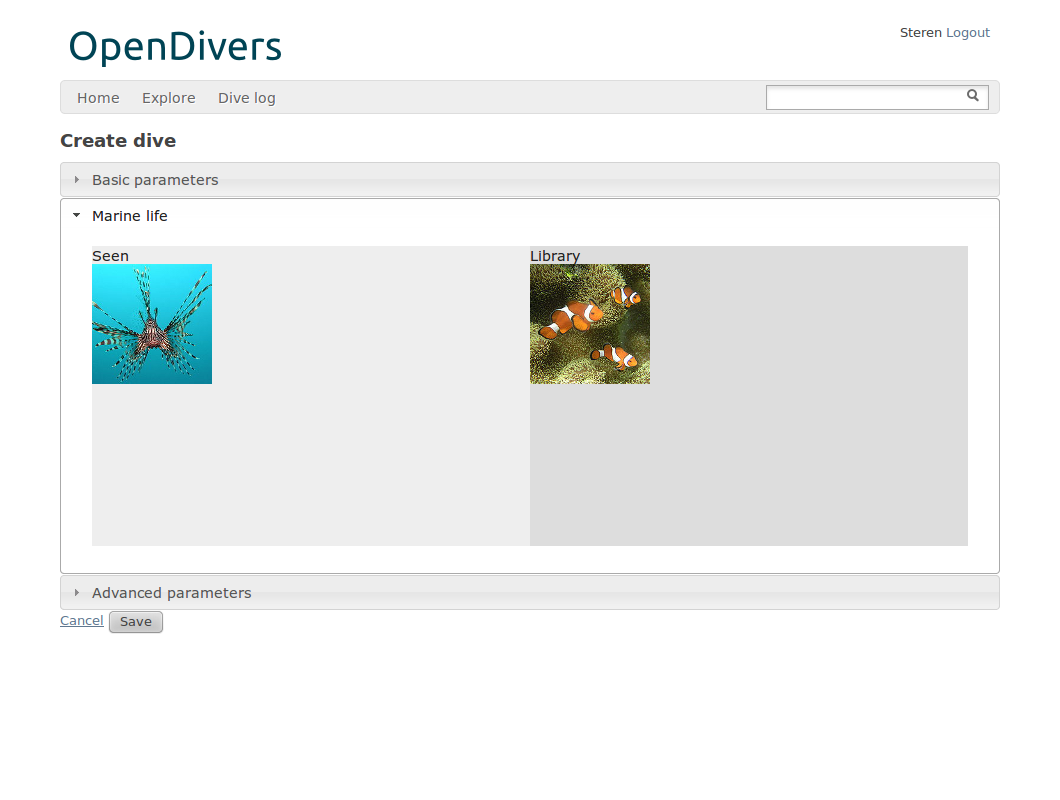 OpenDivers
Steren Logout
Home Explore Dive log
Create dive
Basic parameters
Marine life
Seen
Library
Advanced parameters
Cancel Save